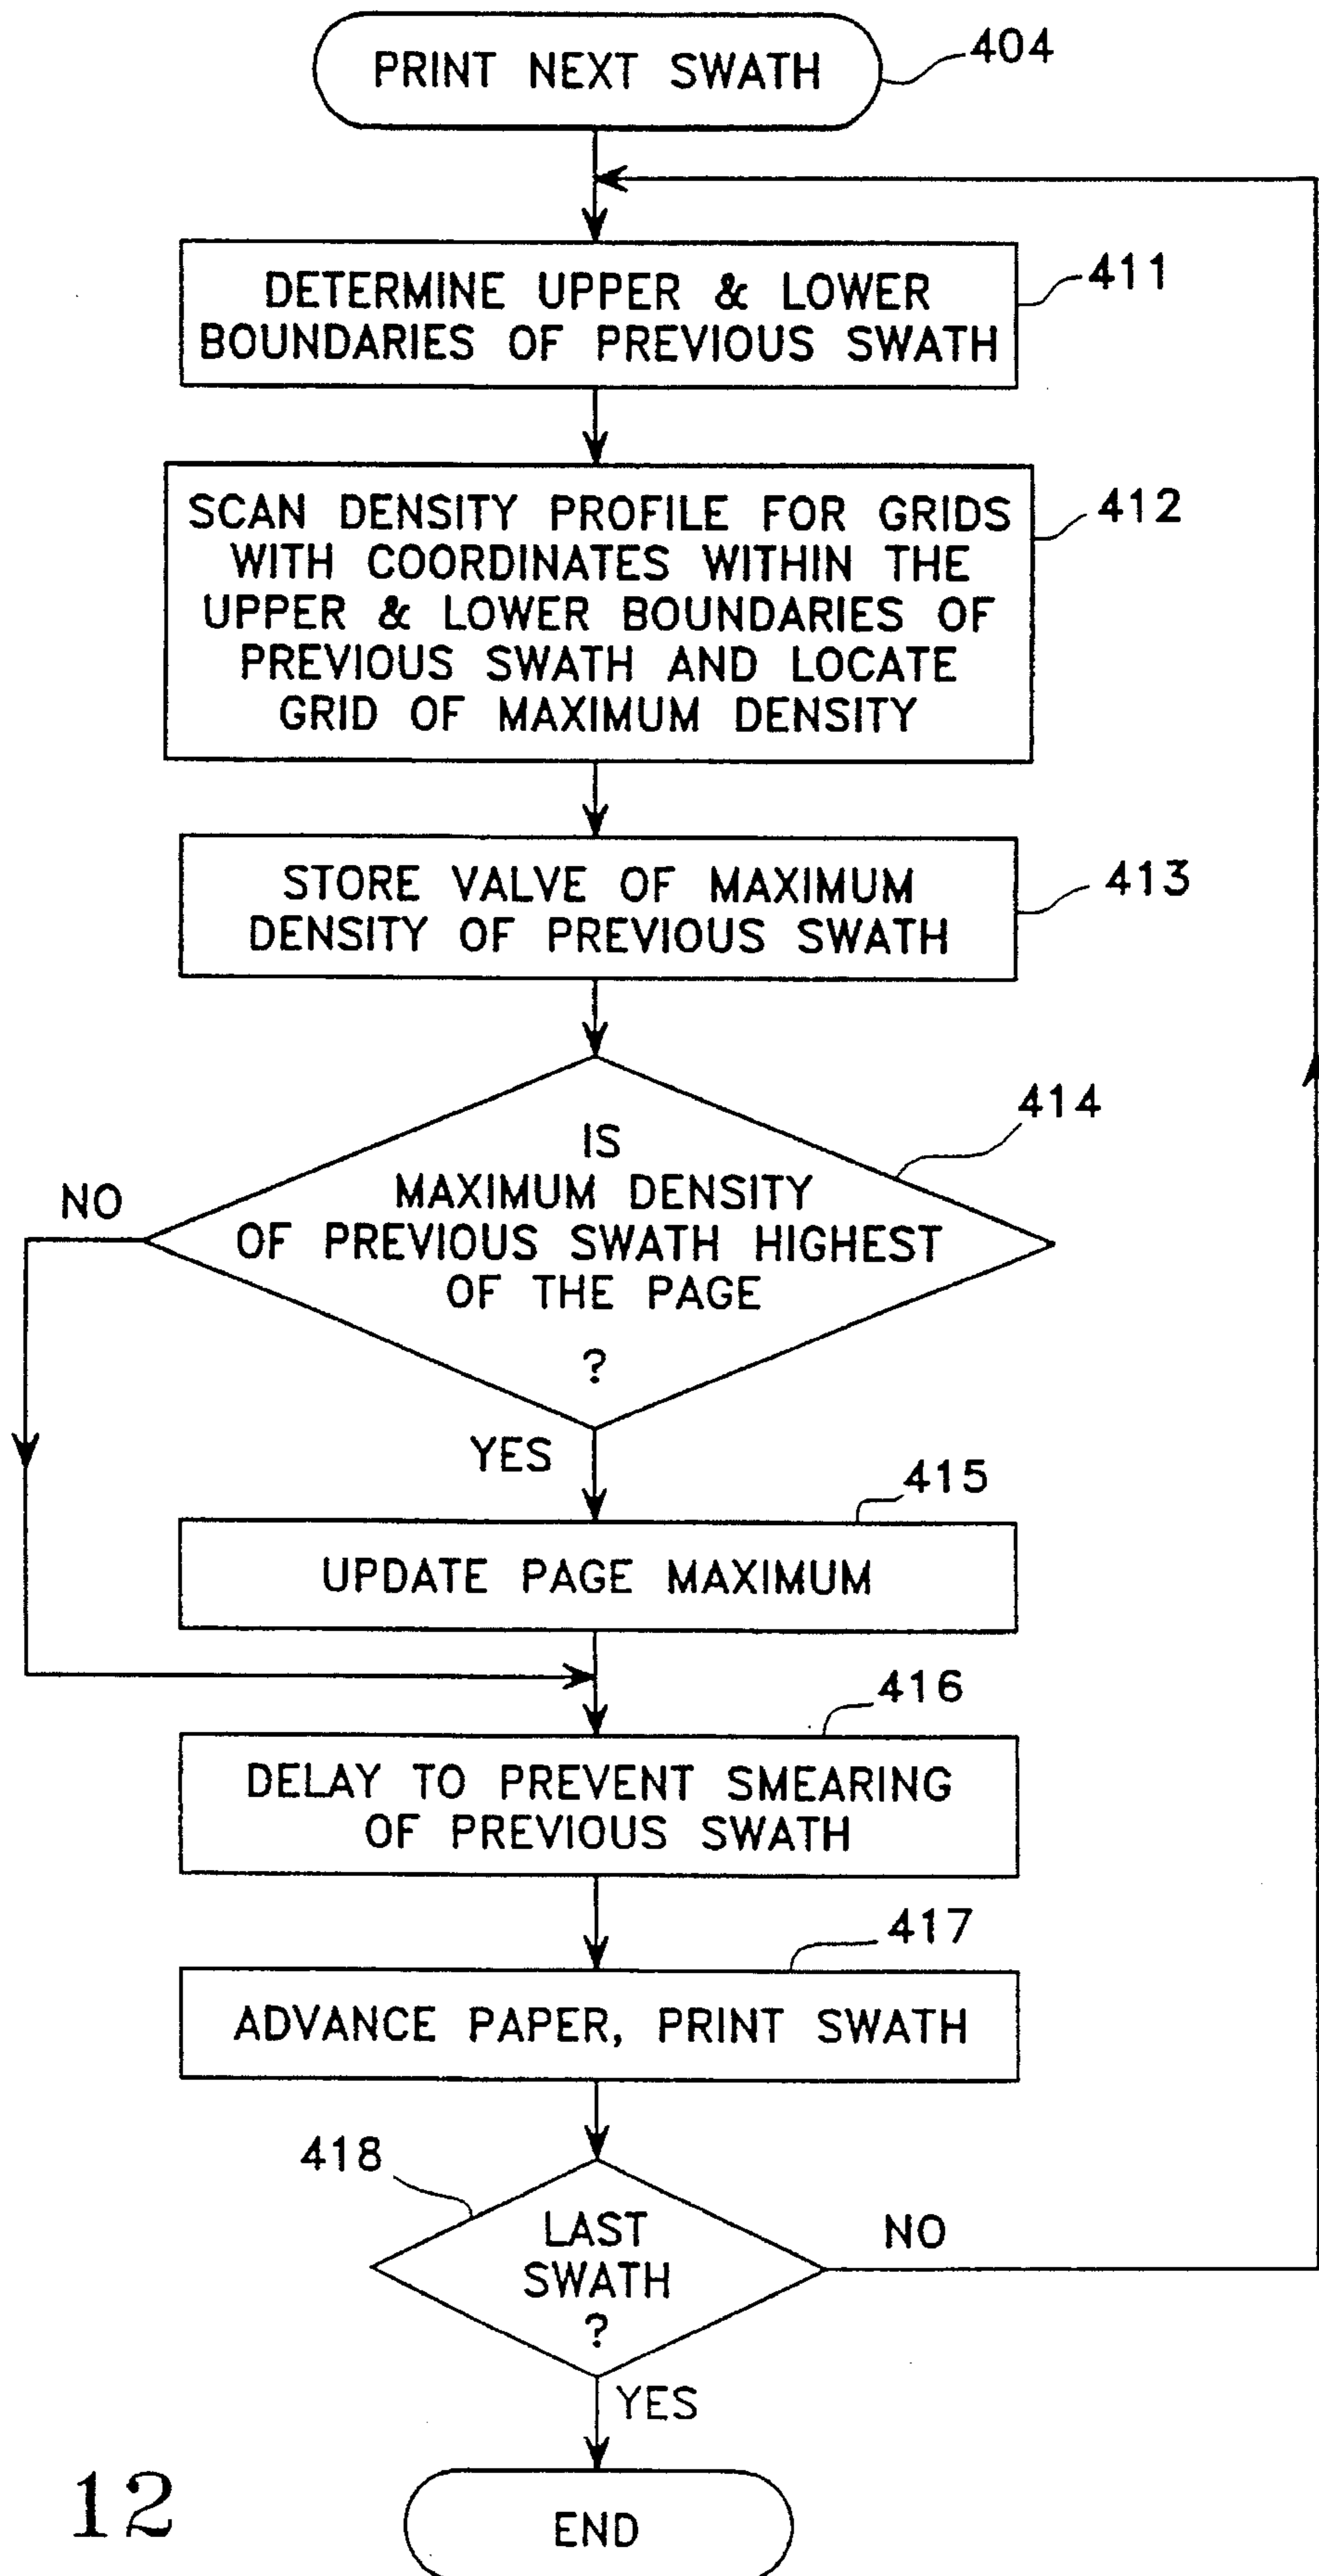 PRINT NEXT SWATH
404
DETERMINE UPPER & LOWER
BOUNDARIES OF PREVIOUS SWATH
411
SCAN DENSITY PROFILE FOR GRIDS
WITH COORDINATES WITHIN THE
UPPER & LOWER BOUNDARIES OF
PREVIOUS SWATH AND LOCATE
GRID OF MAXIMUM DENSITY
412
STORE VALVE OF MAXIMUM
DENSITY OF PREVIOUS SWATH
413
IS
MAXIMUM DENSITY
OF PREVIOUS SWATH HIGHEST
OF THE PAGE
?
414
NO
YES
415
UPDATE PAGE MAXIMUM
416
DELAY TO PREVENT SMEARING
OF PREVIOUS SWATH
417
ADVANCE PAPER, PRINT SWATH
418
LAST
SWATH
?
NO
YES
END
12